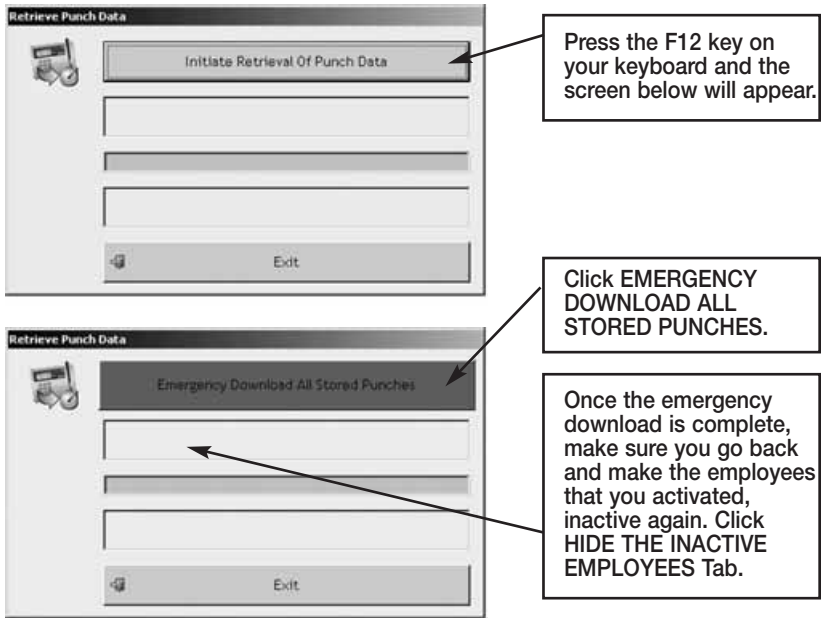 Retrieve Punch Data
Initiate Retrieval Of Punch Data
Exit
Press the F12 key on
your keyboard and the
screen below will appear.
Click EMERGENCY
DOWNLOAD ALL
STORED PUNCHES.
Retrieve Punch Data
Emergency Download All Stored Punches
Exit
Once the emergency
download is complete,
make sure you go back
and make the employees
that you activated,
inactive again. Click
HIDE THE INACTIVE
EMPLOYEES Tab.